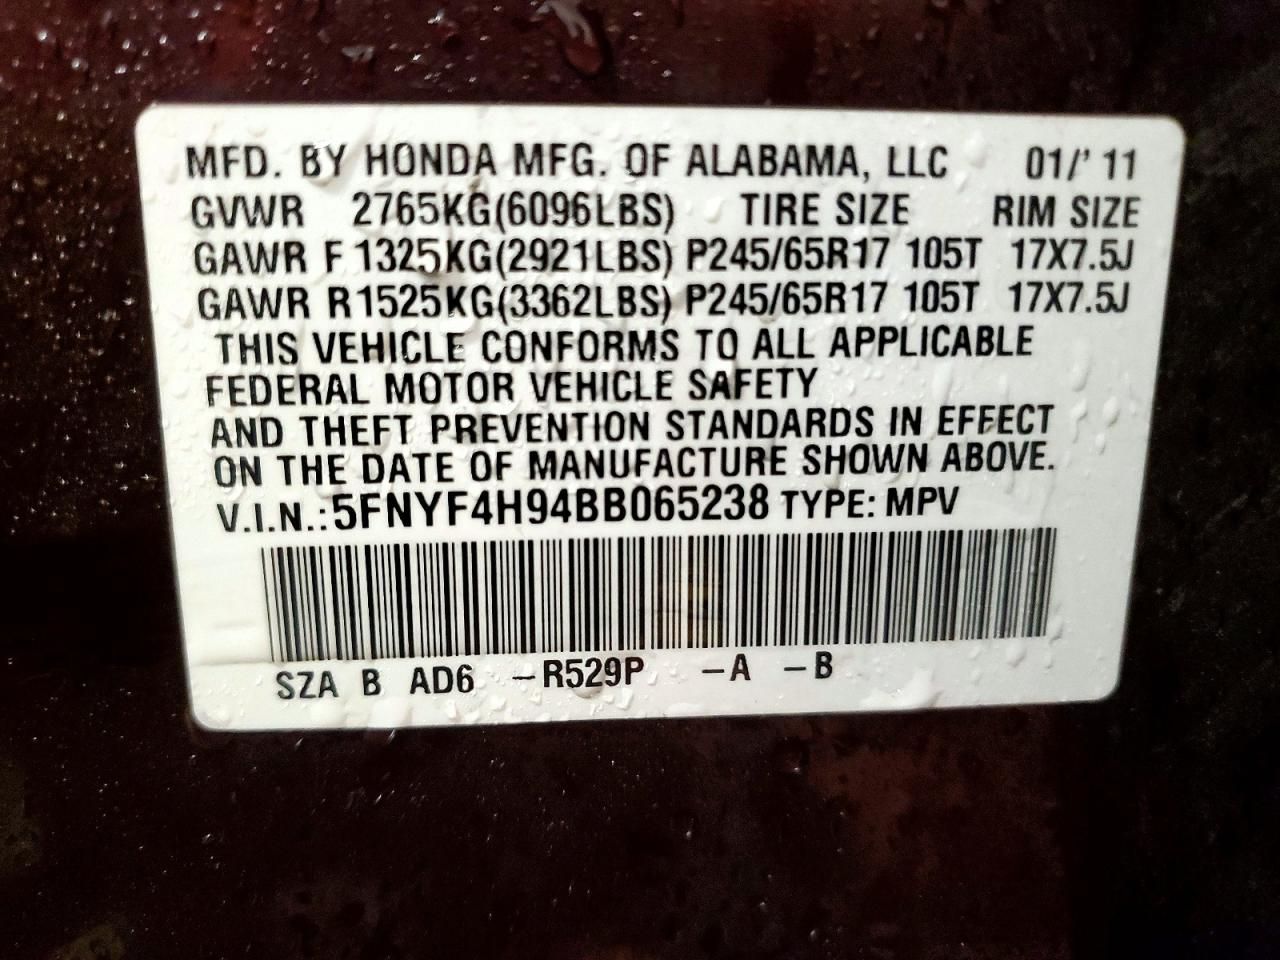 MFD. BY HONDA MFG. OF ALABAMA, LLC 01/' 11
GVWR 2765KG(6096LBS) TIRE SIZE RIM SIZE
GAWR F 1325KG(2921LBS) P245/65R17 105T 17X7.5J
GAWR R 1525KG(3362LBS) P245/65R17 105T 17X7.5J
THIS VEHICLE CONFORMS TO ALL APPLICABLE
FEDERAL MOTOR VEHICLE SAFETY
AND THEFT PREVENTION STANDARDS IN EFFECT
ON THE DATE OF MANUFACTURE SHOWN ABOVE.
V.I.N.: 5FNYF4H94BB065238 TYPE: MPV
SZA B AD6 –R529P –A –B